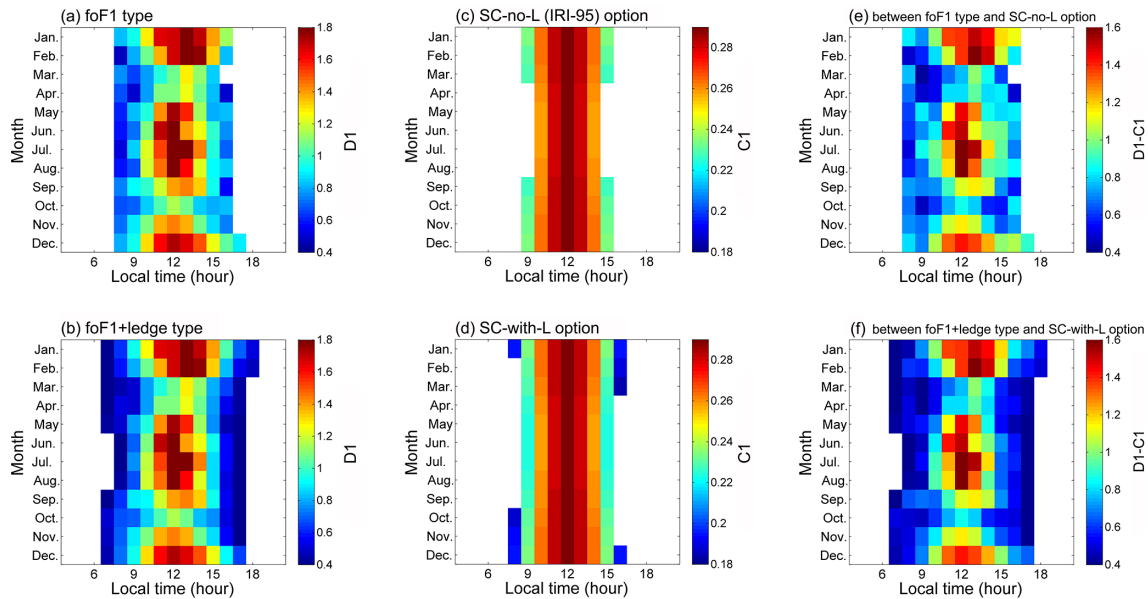 (a) foF1 type
Jan.
Feb.
Mar.
Apr.
May
Jun.
Jul.
Aug.
Sep.
Oct.
Nov.
Dec.
Month
6 9 12 15 18
Local time (hour)
1.8
1.6
1.4
1.2
1
0.8
0.6
0.4
D1
(c) SC-no-L (IRI-95) option
Jan.
Feb.
Mar.
Apr.
May
Jun.
Jul.
Aug.
Sep.
Oct.
Nov.
Dec.
Month
6 9 12 15 18
Local time (hour)
0.28
0.26
0.24
0.22
0.2
0.18
C1
(e) between foF1 type and SC-no-L option
Jan.
Feb.
Mar.
Apr.
May
Jun.
Jul.
Aug.
Sep.
Oct.
Nov.
Dec.
Month
6 9 12 15 18
Local time (hour)
1.6
1.4
1.2
1
0.8
0.6
0.4
D1-C1
(b) foF1+ledge type
Jan.
Feb.
Mar.
Apr.
May
Jun.
Jul.
Aug.
Sep.
Oct.
Nov.
Dec.
Month
6 9 12 15 18
Local time (hour)
1.8
1.6
1.4
1.2
1
0.8
0.6
0.4
D1
(d) SC-with-L option
Jan.
Feb.
Mar.
Apr.
May
Jun.
Jul.
Aug.
Sep.
Oct.
Nov.
Dec.
Month
6 9 12 15 18
Local time (hour)
0.28
0.26
0.24
0.22
0.2
0.18
C1
(f) between foF1+ledge type and SC-with-L option
Jan.
Feb.
Mar.
Apr.
May
Jun.
Jul.
Aug.
Sep.
Oct.
Nov.
Dec.
Month
6 9 12 15 18
Local time (hour)
1.6
1.4
1.2
1
0.8
0.6
0.4
D1-C1